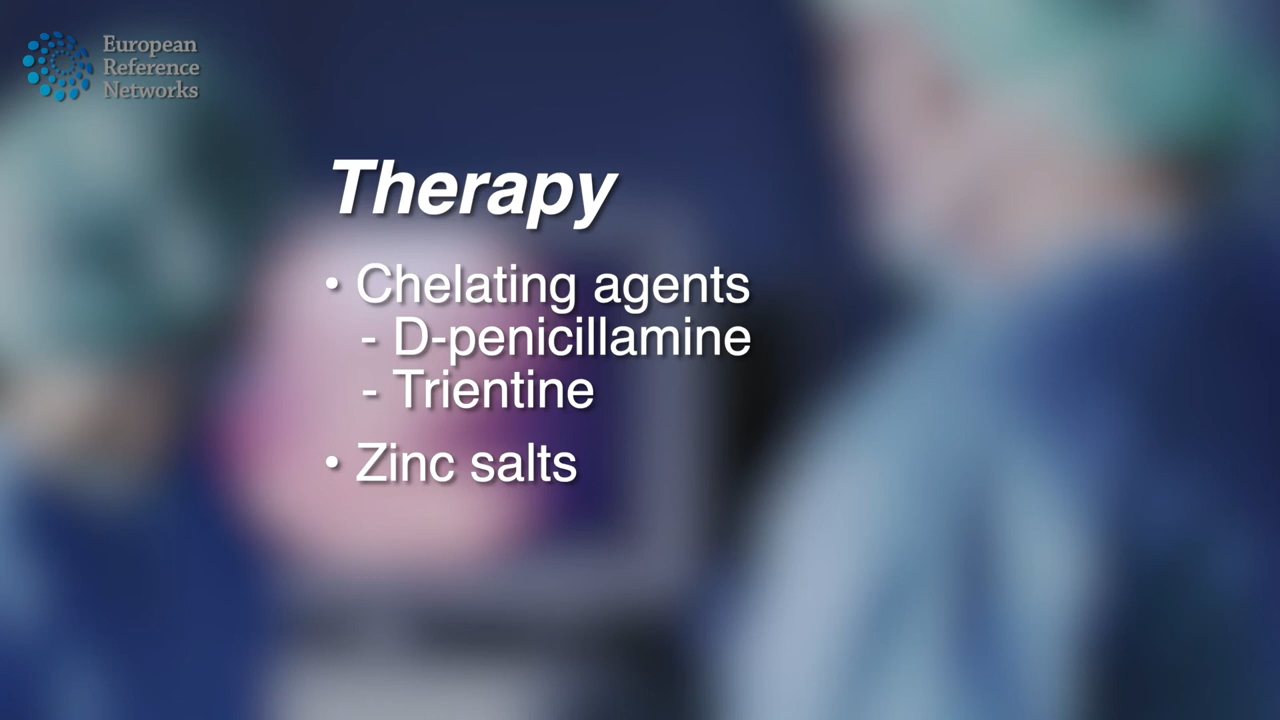 European
Reference
Networks
Therapy
• Chelating agents
- D-penicillamine
- Trientine
• Zinc salts